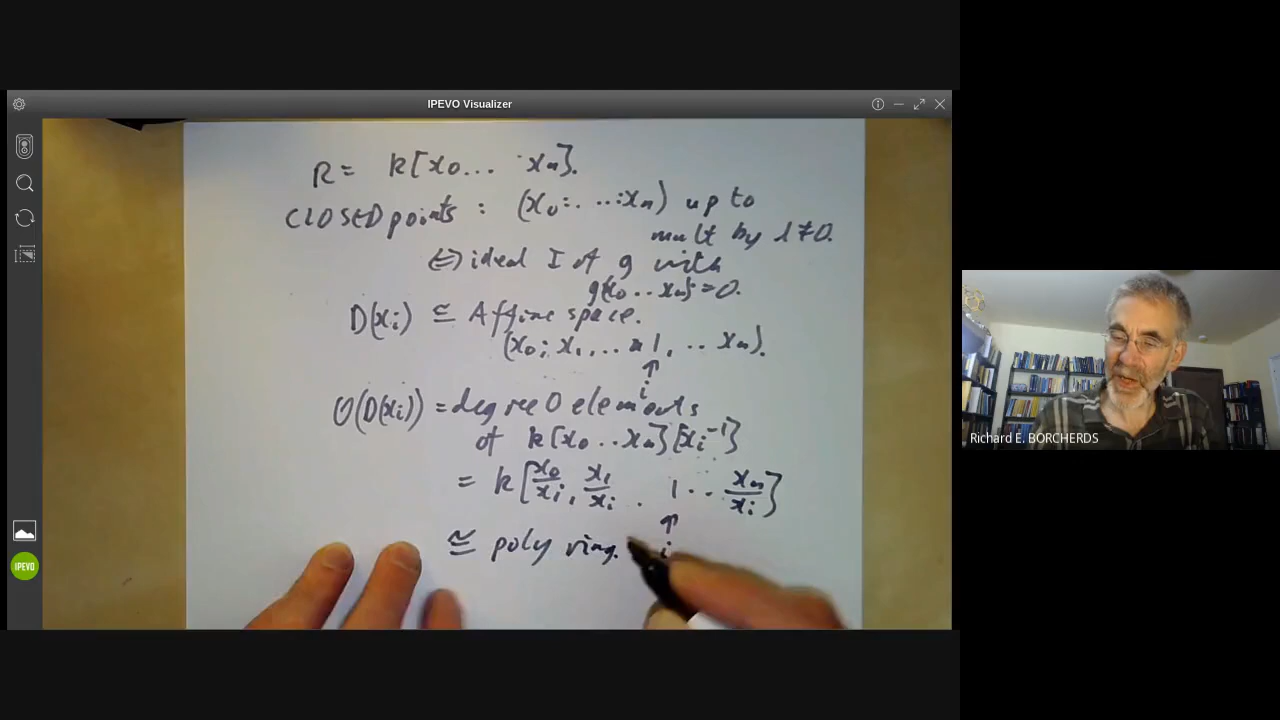 IPEVO Visualizer
R = k[x₀... xₙ].
CLOSED points : (x₀:. ..:xₙ) up to
mult by λ≠0.
⇔ ideal I of g with
g(x₀..xₙ)=0.
D(xᵢ) ≅ Affine space.
(x₀: x₁,.. 1, .. xₙ).
↑
i
O(D(xᵢ)) = degree 0 elements
of k[x₀..xₙ][xᵢ⁻¹]
= k[x₀/xᵢ, x₁/xᵢ . 1 .. xₙ/xᵢ]
↑
i
≅ poly ring.
IPEVO
Richard E. BORCHERDS